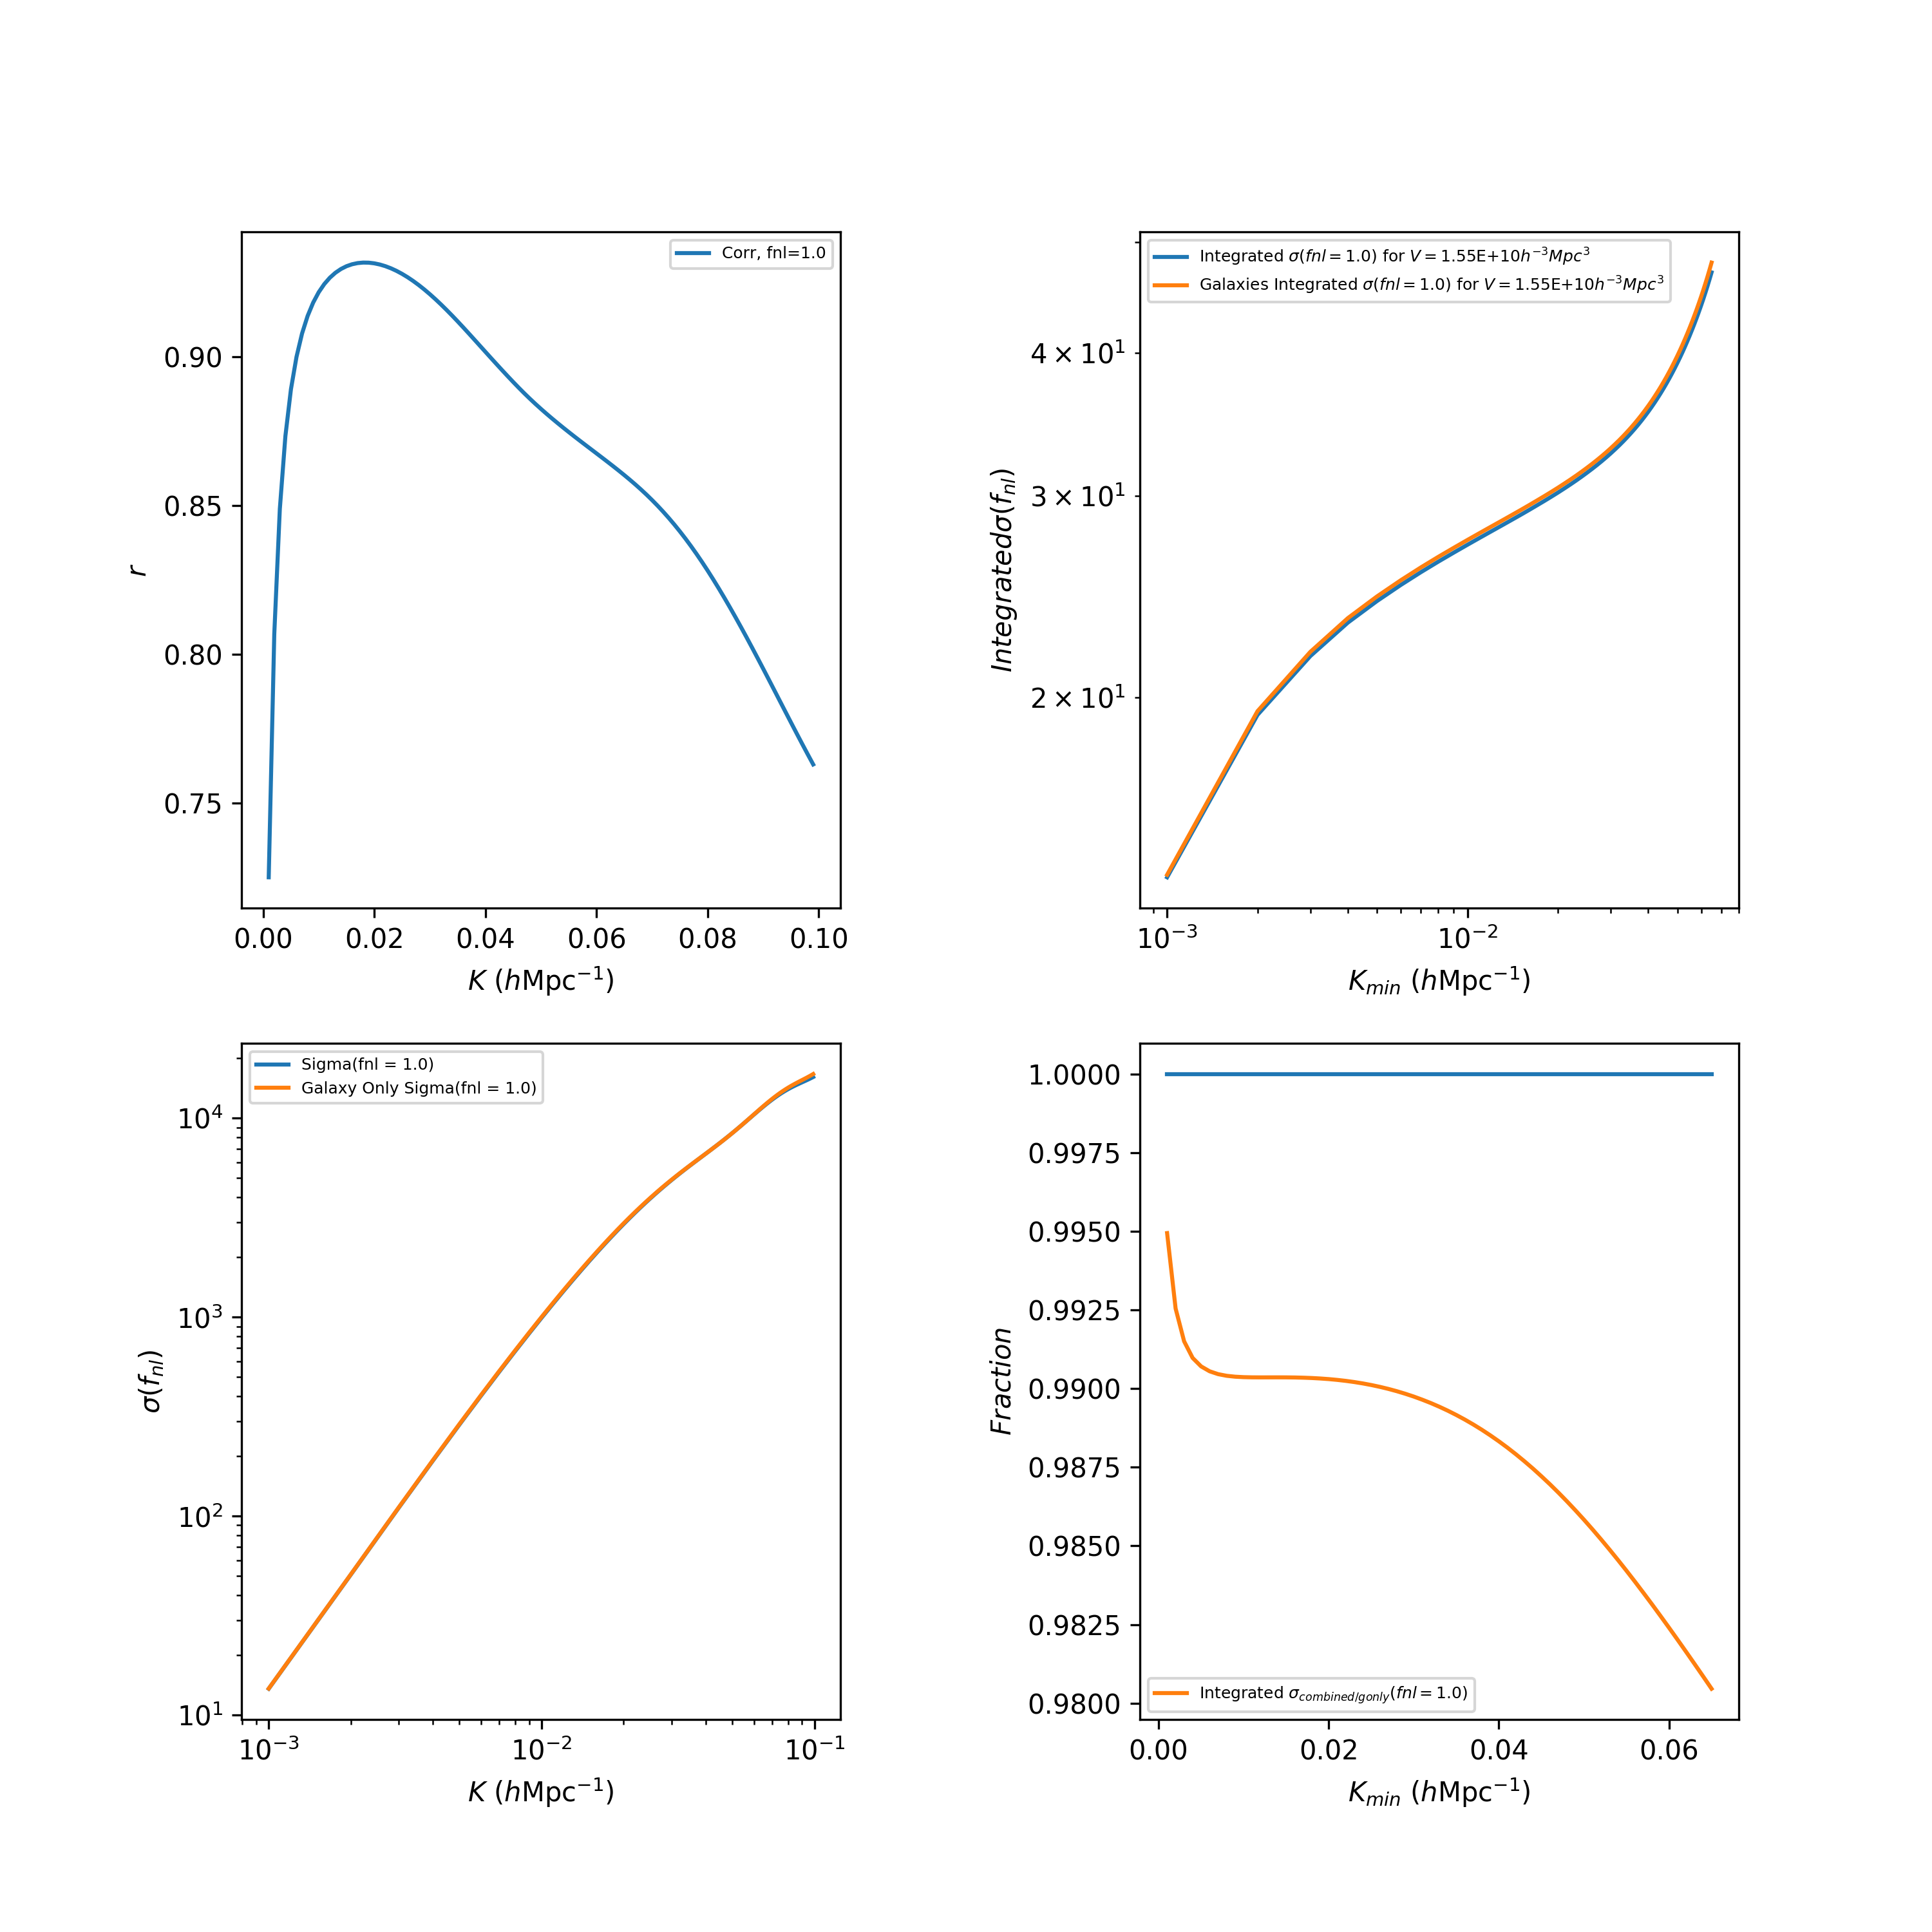 Corr, fnl=1.0
0.90
0.85
0.80
0.75
r
0.00 0.02 0.04 0.06 0.08 0.10
K (hMpc⁻¹)
Integrated σ(fnl = 1.0) for V = 1.55E+10h⁻³Mpc³
Galaxies Integrated σ(fnl = 1.0) for V = 1.55E+10h⁻³Mpc³
4 × 10¹
3 × 10¹
2 × 10¹
Integratedσ(fₙₗ)
10⁻³ 10⁻²
K_min (hMpc⁻¹)
Sigma(fnl = 1.0)
Galaxy Only Sigma(fnl = 1.0)
10⁴
10³
10²
10¹
σ(fₙₗ)
10⁻³ 10⁻² 10⁻¹
K (hMpc⁻¹)
1.0000
0.9975
0.9950
0.9925
0.9900
0.9875
0.9850
0.9825
0.9800
Fraction
Integrated σ_combined/gonly(fnl = 1.0)
0.00 0.02 0.04 0.06
K_min (hMpc⁻¹)